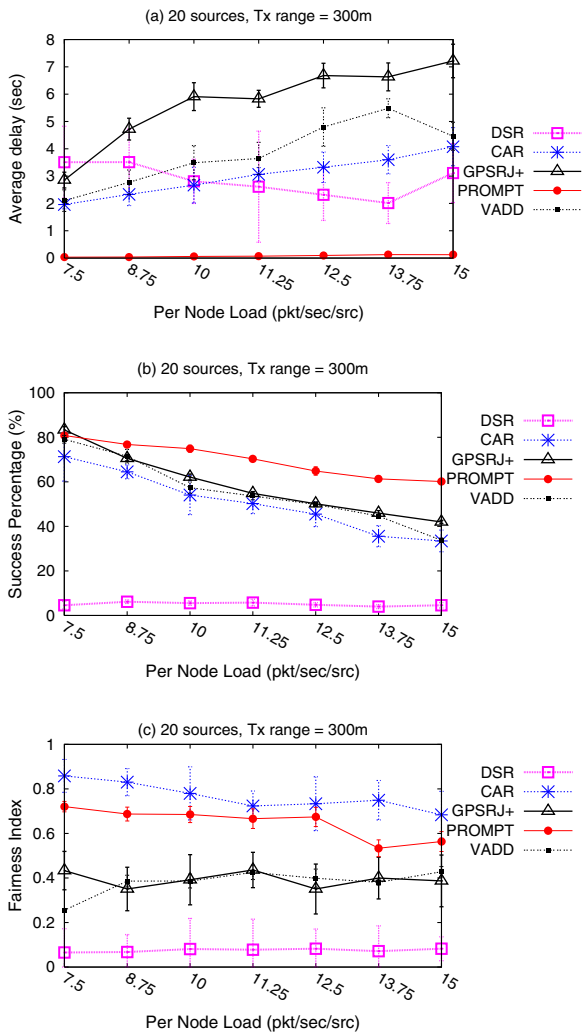 (a) 20 sources, Tx range = 300m
8
7
6
5
4
3
2
1
0
Average delay (sec)
7.5 8.75 10 11.25 12.5 13.75 15
Per Node Load (pkt/sec/src)
DSR
CAR
GPSRJ+
PROMPT
VADD
(b) 20 sources, Tx range = 300m
100
80
60
40
20
0
Success Percentage (%)
7.5 8.75 10 11.25 12.5 13.75 15
Per Node Load (pkt/sec/src)
DSR
CAR
GPSRJ+
PROMPT
VADD
(c) 20 sources, Tx range = 300m
1
0.8
0.6
0.4
0.2
0
Fairness Index
7.5 8.75 10 11.25 12.5 13.75 15
Per Node Load (pkt/sec/src)
DSR
CAR
GPSRJ+
PROMPT
VADD